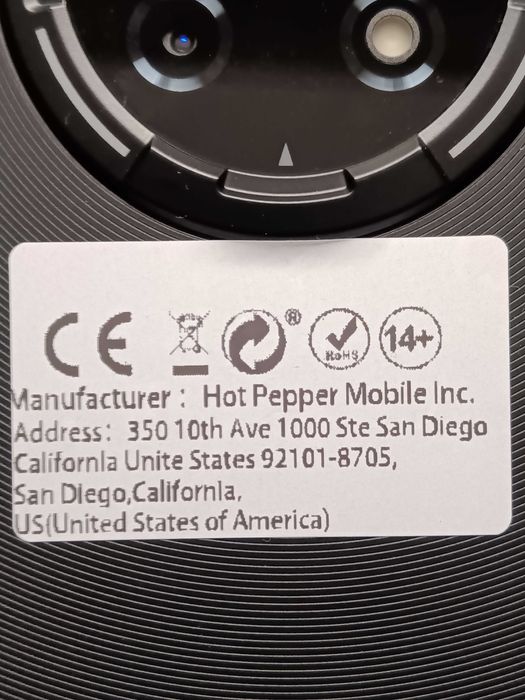 CE ® RoHS 14+
Manufacturer: Hot Pepper Mobile Inc.
Address: 350 10th Ave 1000 Ste San Diego
Californla Unite States 92101-8705,
San Dlego,Californla,
US(United States of America)